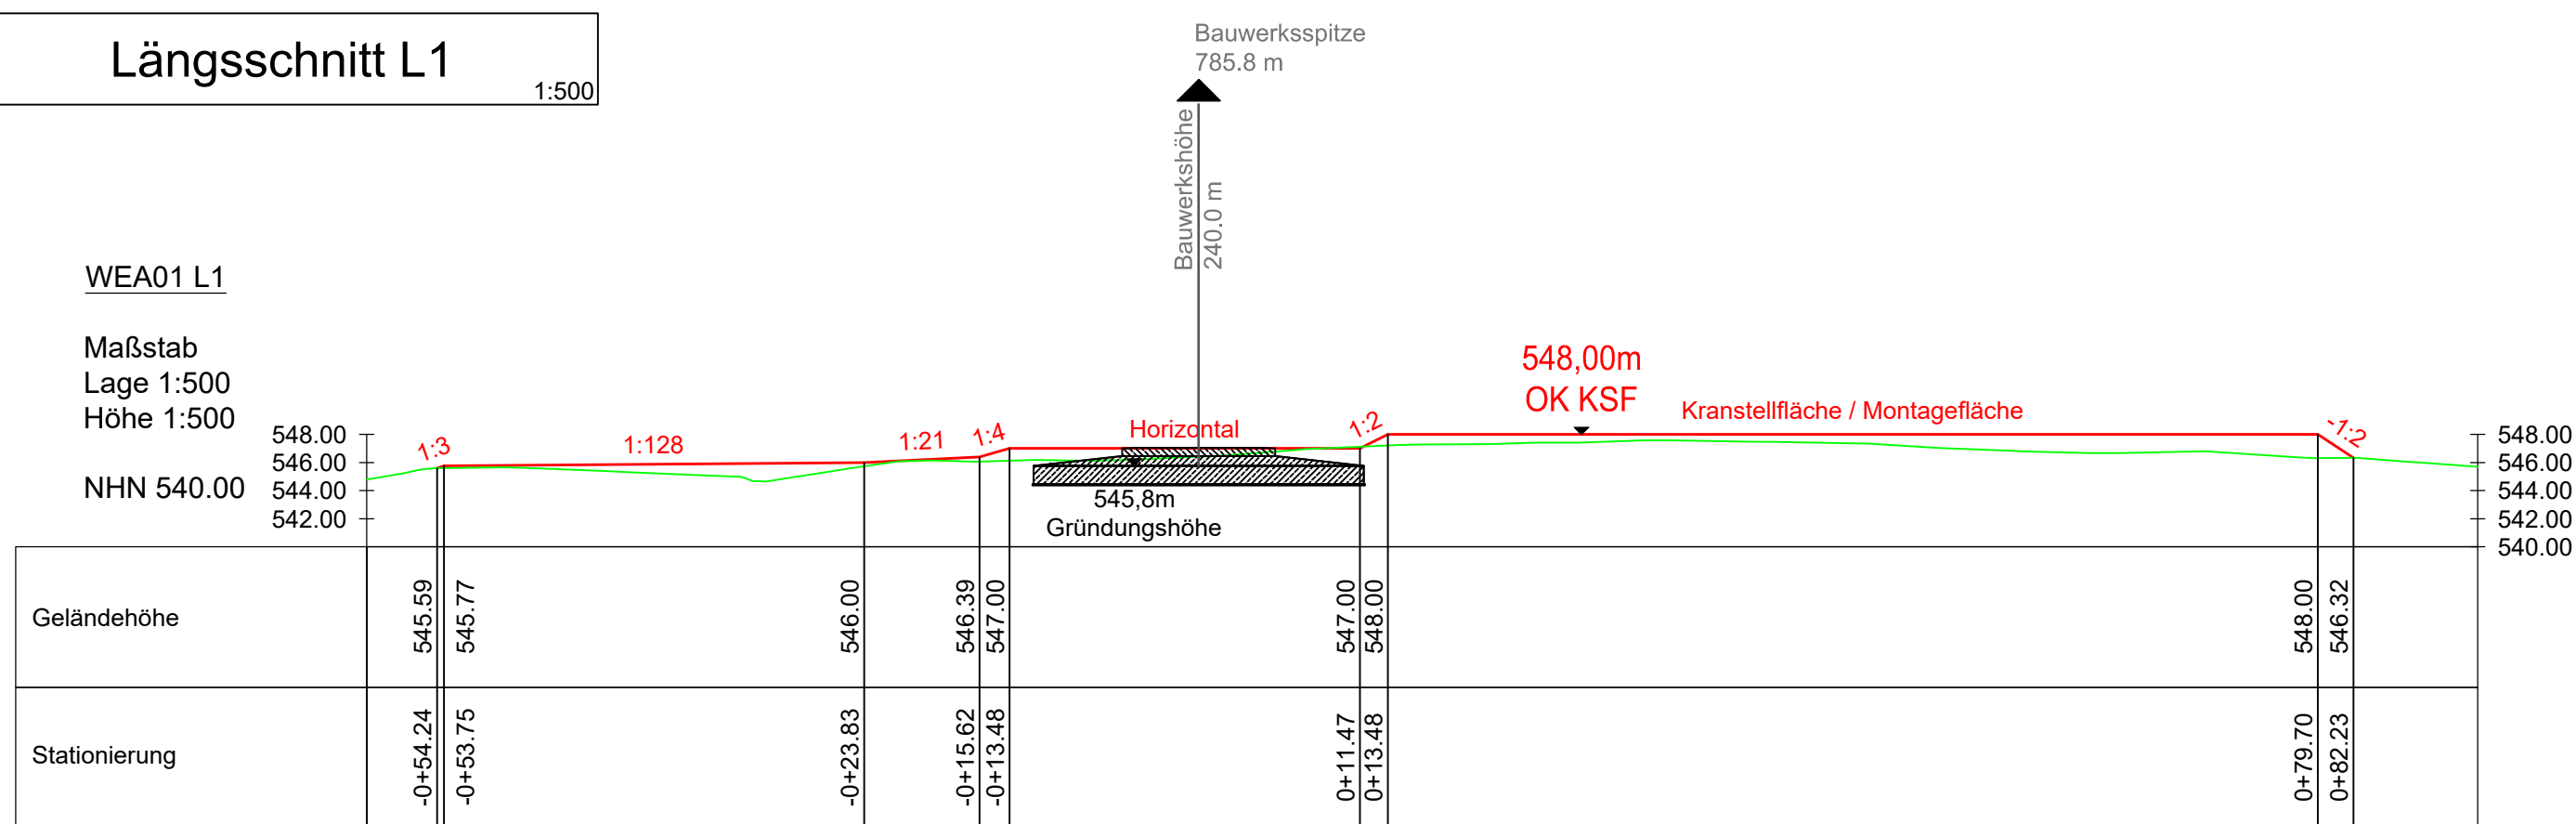 Längsschnitt L1
1:500
Bauwerksspitze
785.8 m
Bauwerkshöhe
240.0 m
WEA01 L1
Maßstab
Lage 1:500
Höhe 1:500
NHN 540.00
548.00
546.00
544.00
542.00
1:3
1:128
1:21
1:4
Horizontal
1:2
548,00m
OK KSF
Kranstellfläche / Montagefläche
-1:2
545,8m
Gründungshöhe
548.00
546.00
544.00
542.00
540.00
Geländehöhe
545.59
545.77
546.00
546.39
547.00
547.00
548.00
548.00
546.32
Stationierung
-0+54.24
-0+53.75
-0+23.83
-0+15.62
-0+13.48
0+11.47
0+13.48
0+79.70
0+82.23